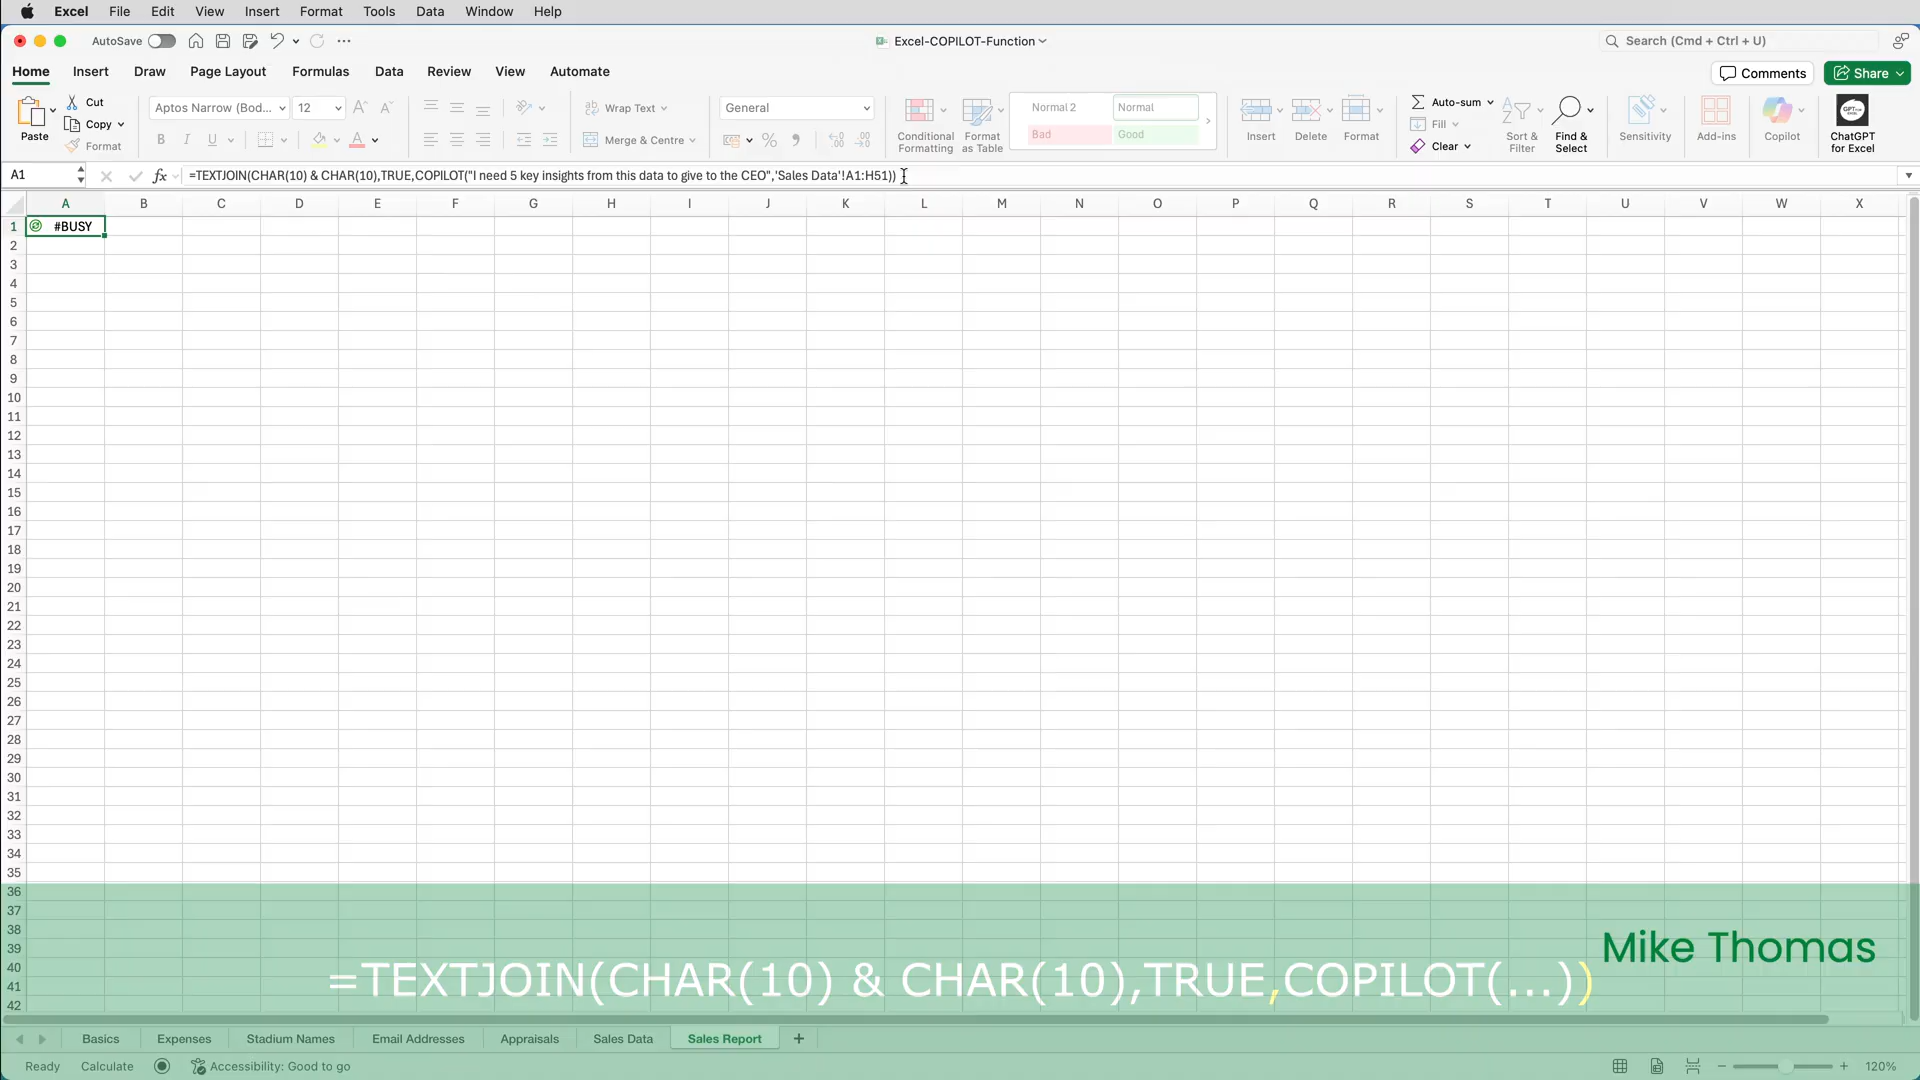 Excel File Edit View Insert Format Tools Data Window Help
AutoSave Excel-COPILOT-Function Search (Cmd + Ctrl + U)
Home Insert Draw Page Layout Formulas Data Review View Automate Comments Share
Paste Cut Copy Format
Aptos Narrow (Bod... 12
B I U
Wrap Text
Merge & Centre
General
Conditional Formatting
Format as Table
Normal 2 Normal
Bad Good
Insert Delete Format
Auto-sum
Fill
Clear
Sort & Filter
Find & Select
Sensitivity
Add-ins
Copilot
ChatGPT for Excel
A1 fx =TEXTJOIN(CHAR(10) & CHAR(10),TRUE,COPILOT("I need 5 key insights from this data to give to the CEO",'Sales Data'!A1:H51))
A B C D E F G H I J K L M N O P Q R S T U V W X
1 #BUSY
2
3
4
5
6
7
8
9
10
11
12
13
14
15
16
17
18
19
20
21
22
23
24
25
26
27
28
29
30
31
32
33
34
35
36
37
38
39
40
41
42
Mike Thomas
=TEXTJOIN(CHAR(10) & CHAR(10),TRUE,COPILOT(...))
Basics Expenses Stadium Names Email Addresses Appraisals Sales Data Sales Report
Ready Calculate Accessibility: Good to go 120%